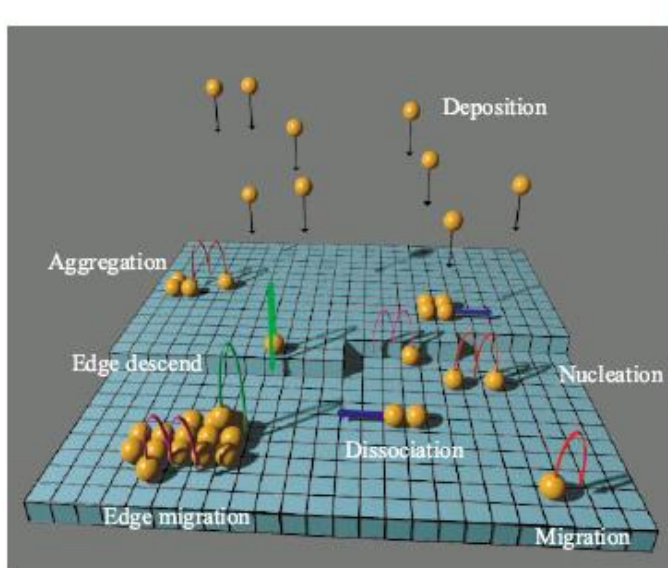 Deposition
Aggregation
Edge descend
Nucleation
Dissociation
Edge migration
Migration